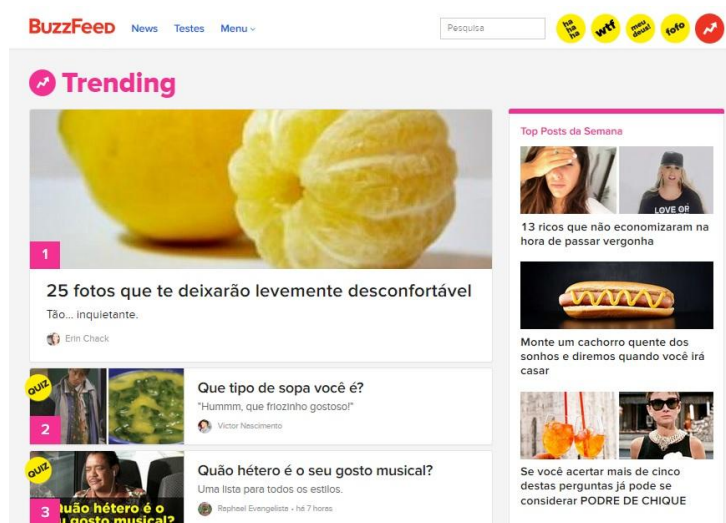 BuzzFeed News Testes Menu Pesquisa ha ha ha wtf meu deus! fofo
Trending
1
25 fotos que te deixarão levemente desconfortável
Tão... inquietante.
Erin Chack
QUIZ
2
Que tipo de sopa você é?
"Hummm, que friozinho gostoso!"
Victor Nascimento
QUIZ
3
Quão hétero é o
seu gosto musical?
Quão hétero é o seu gosto musical?
Uma lista para todos os estilos.
Raphael Evangelista - há 7 horas
Top Posts da Semana
LOVE OR
13 ricos que não economizaram na
hora de passar vergonha
Monte um cachorro quente dos
sonhos e diremos quando você irá
casar
Se você acertar mais de cinco
destas perguntas já pode se
considerar PODRE DE CHIQUE